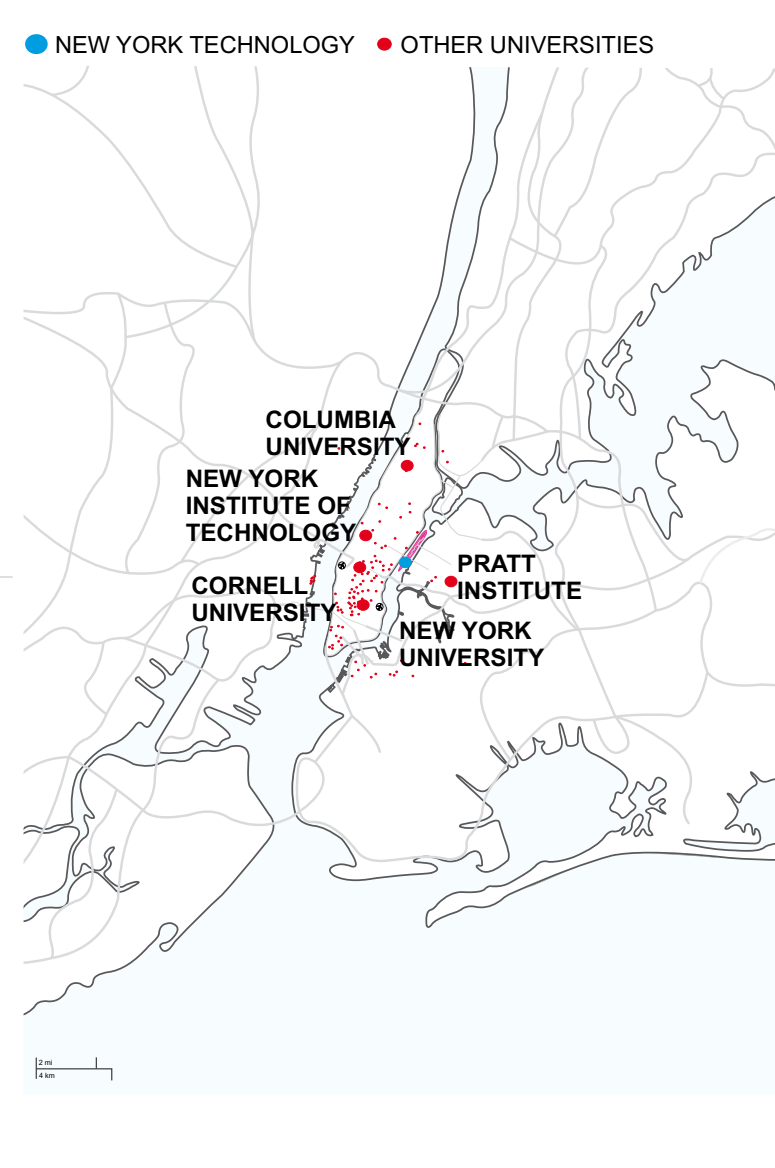 NEW YORK TECHNOLOGY OTHER UNIVERSITIES
COLUMBIA
UNIVERSITY
NEW YORK
INSTITUTE OF
TECHNOLOGY
PRATT
INSTITUTE
CORNELL
UNIVERSITY
NEW YORK
UNIVERSITY
2 mi
4 km